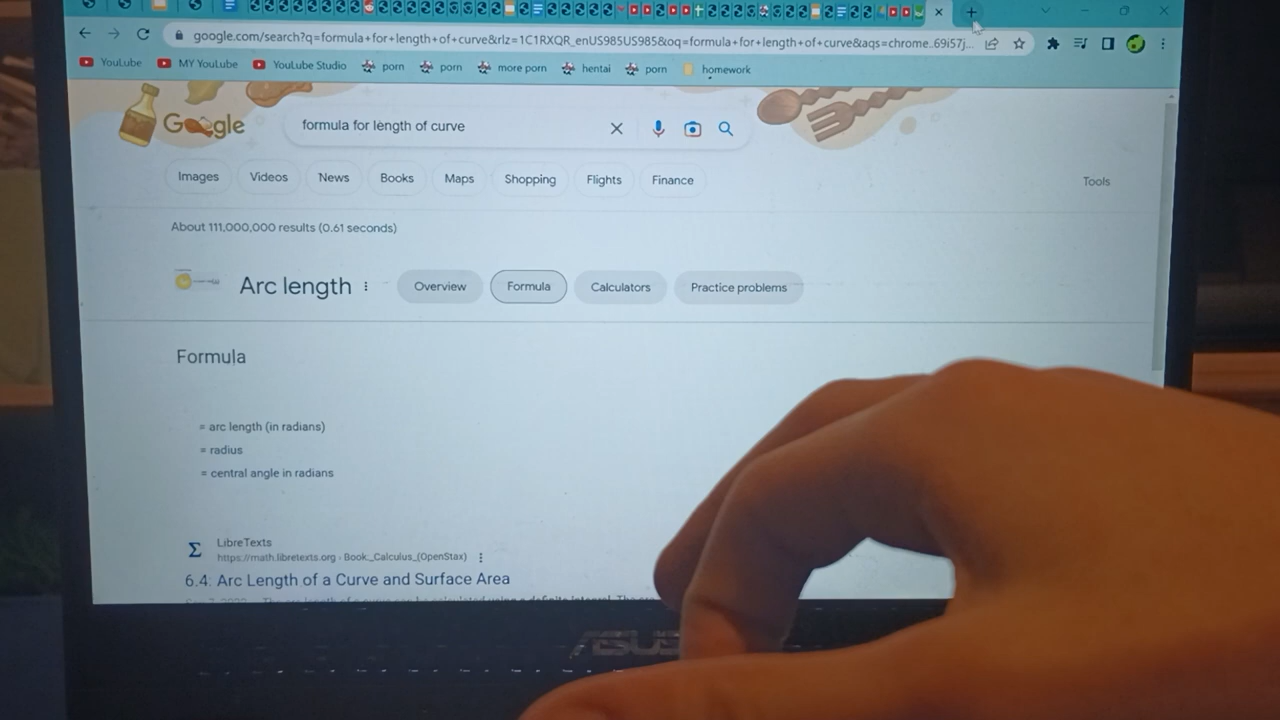 google.com/search?q=formula+for+length+of+curve&rlz=1C1RXQR_enUS985US985&oq=formula+for+length+of+curve&aqs=chrome..69i57j...
YouTube MY YouTube YouTube Studio porn porn more porn hentai porn homework
Google formula for length of curve
Images Videos News Books Maps Shopping Flights Finance Tools
About 111,000,000 results (0.61 seconds)
Arc length Overview Formula Calculators Practice problems
Formula
= arc length (in radians)
= radius
= central angle in radians
LibreTexts
https://math.libretexts.org › Book:_Calculus_(OpenStax)
6.4: Arc Length of a Curve and Surface Area
ASUS